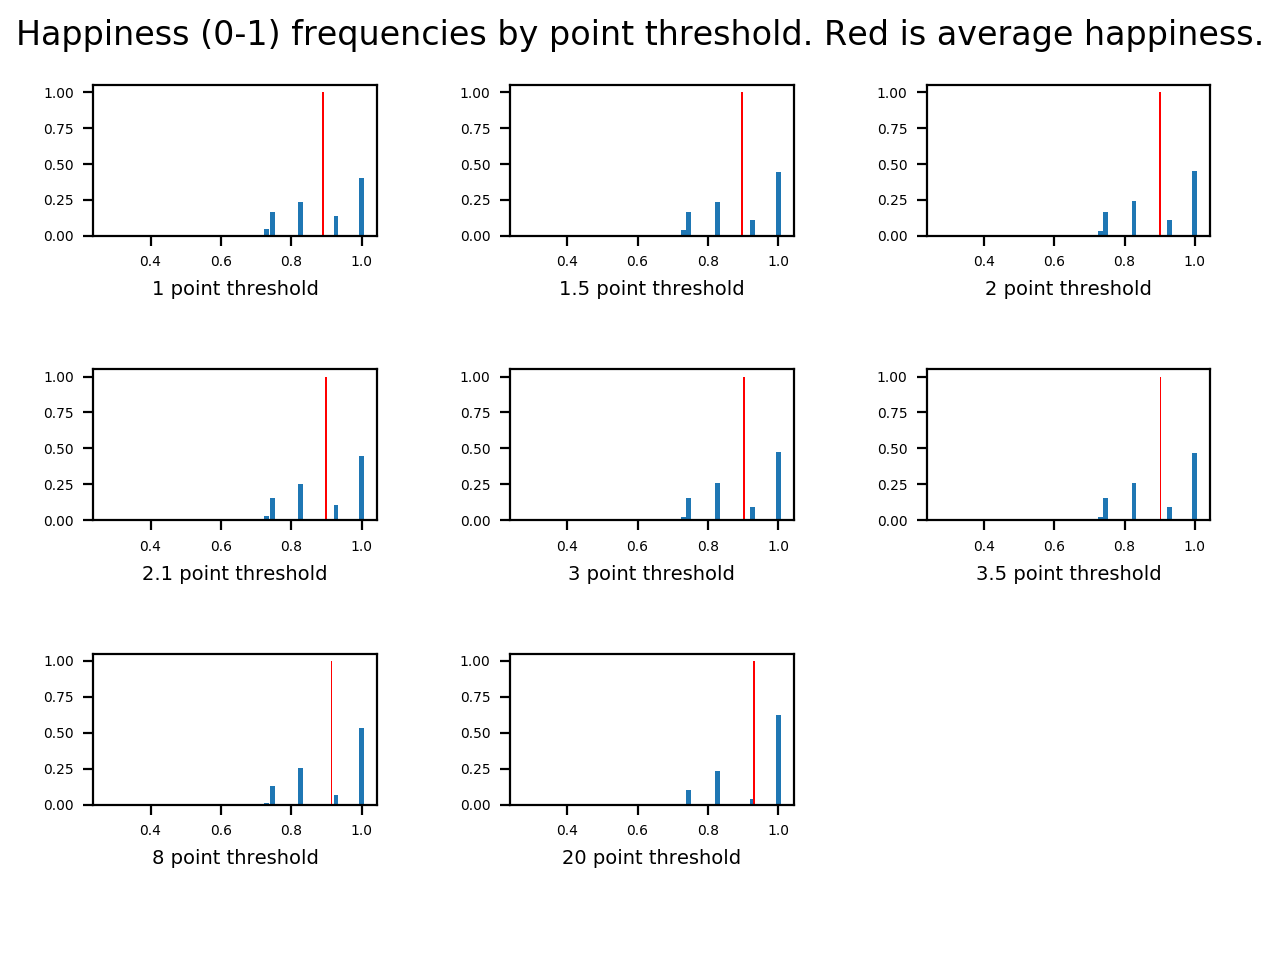 Happiness (0-1) frequencies by point threshold. Red is average happiness.
1.00 1.00 1.00
0.75 0.75 0.75
0.50 0.50 0.50
0.25 0.25 0.25
0.00 0.00 0.00
0.4 0.6 0.8 1.0 0.4 0.6 0.8 1.0 0.4 0.6 0.8 1.0
1 point threshold 1.5 point threshold 2 point threshold
1.00 1.00 1.00
0.75 0.75 0.75
0.50 0.50 0.50
0.25 0.25 0.25
0.00 0.00 0.00
0.4 0.6 0.8 1.0 0.4 0.6 0.8 1.0 0.4 0.6 0.8 1.0
2.1 point threshold 3 point threshold 3.5 point threshold
1.00 1.00
0.75 0.75
0.50 0.50
0.25 0.25
0.00 0.00
0.4 0.6 0.8 1.0 0.4 0.6 0.8 1.0
8 point threshold 20 point threshold